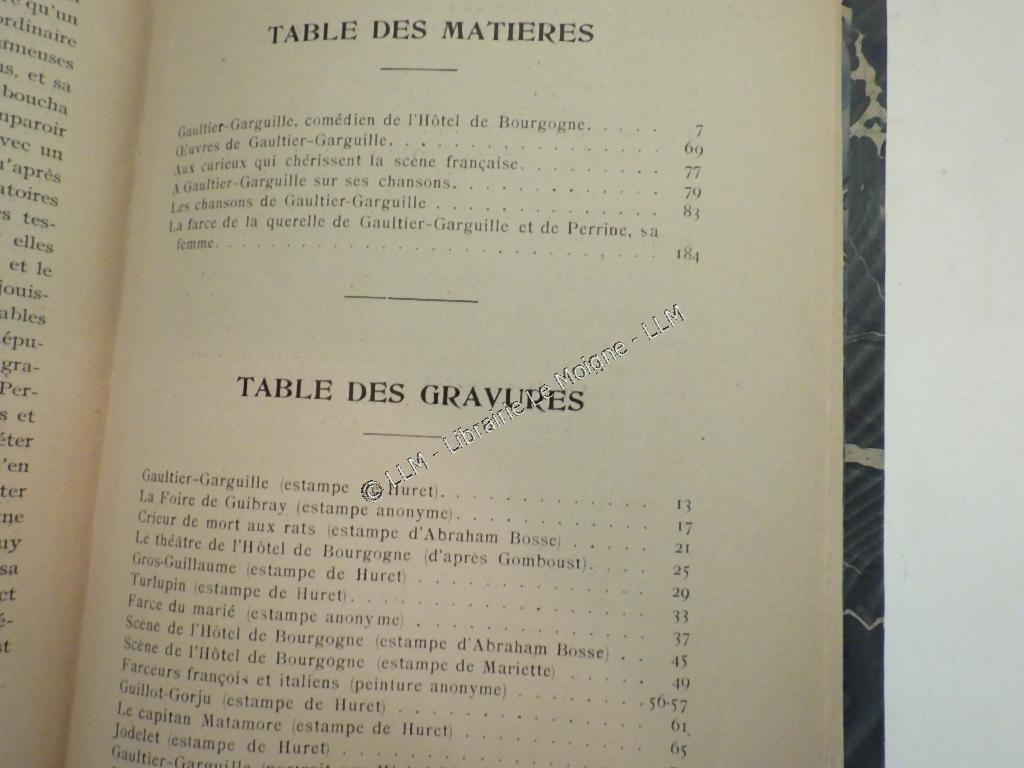 qu'un
ordinaire
ameuses
et sa
boucha
nparoir
vec un
u'après
atoires
tes-
elles
et le
jouis-
ables
épu-
gra-
Per-
s et
éter
'en
ter
ne
uy
sa
ct
é-
st
TABLE DES MATIERES
Gaultier-Garguille, comédien de l'Hôtel de Bourgogne. . . . . 7
Œuvres de Gaultier-Garguille. . . . . . . . . . . . . . 69
Aux curieux qui chérissent la scène française. . . . . . . . 77
A Gaultier-Garguille sur ses chansons. . . . . . . . . . . 79
Les chansons de Gaultier-Garguille . . . . . . . . . . . . 83
La farce de la querelle de Gaultier-Garguille et de Perrine, sa
femme. . . . . . . . . . . . . . . . . . . . . . . 184
TABLE DES GRAVURES
Gaultier-Garguille (estampe de Huret). . . . . . . . . . . 13
La Foire de Guibray (estampe anonyme). . . . . . . . . . 17
Crieur de mort aux rats (estampe d'Abraham Bosse) . . . . . 21
Le théâtre de l'Hôtel de Bourgogne (d'après Gomboust). . . . 25
Gros-Guillaume (estampe de Huret) . . . . . . . . . . . . 29
Turlupin (estampe de Huret). . . . . . . . . . . . . . . 33
Farce du marié (estampe anonyme) . . . . . . . . . . . . 37
Scène de l'Hôtel de Bourgogne (estampe d'Abraham Bosse) . . 45
Scène de l'Hôtel de Bourgogne (estampe de Mariette) . . . . . 49
Farceurs françois et italiens (peinture anonyme) . . . . . . . 56-57
Guillot-Gorju (estampe de Huret) . . . . . . . . . . . . . 61
Le capitan Matamore (estampe de Huret) . . . . . . . . . . 65
Jodelet (estampe de Huret) . . . . . . . . . . . . . . .
Gaultier-Garguille
© LLM - Librairie Le Moigne - LLM